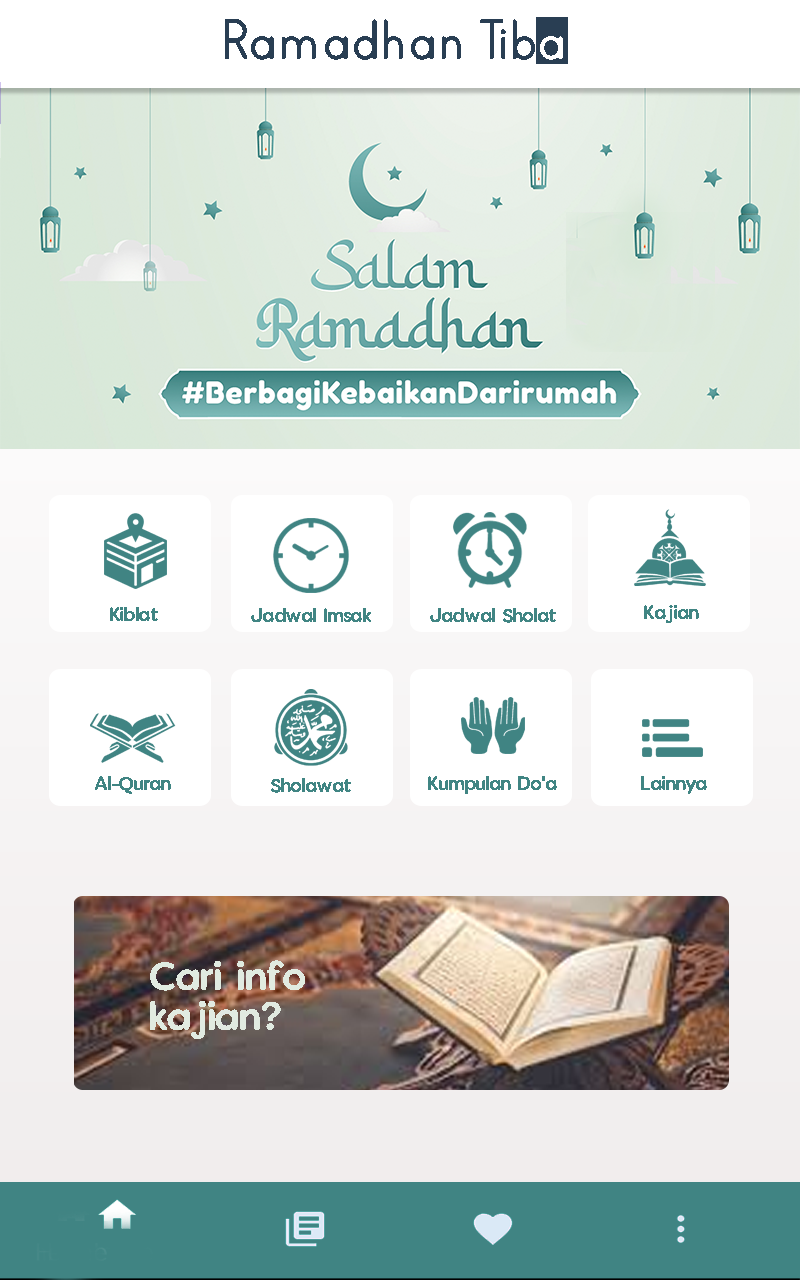 Ramadhan Tiba
Salam
Ramadhan
#BerbagiKebaikanDarirumah
Kiblat
Jadwal Imsak
Jadwal Sholat
Kajian
Al-Quran
Sholawat
Kumpulan Do'a
Lainnya
Cari info
kajian?